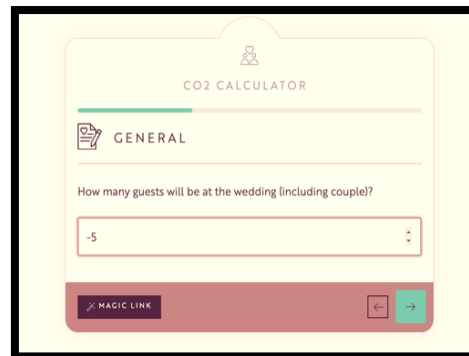 CO2 CALCULATOR
GENERAL
How many guests will be at the wedding (including couple)?
-5
MAGIC LINK